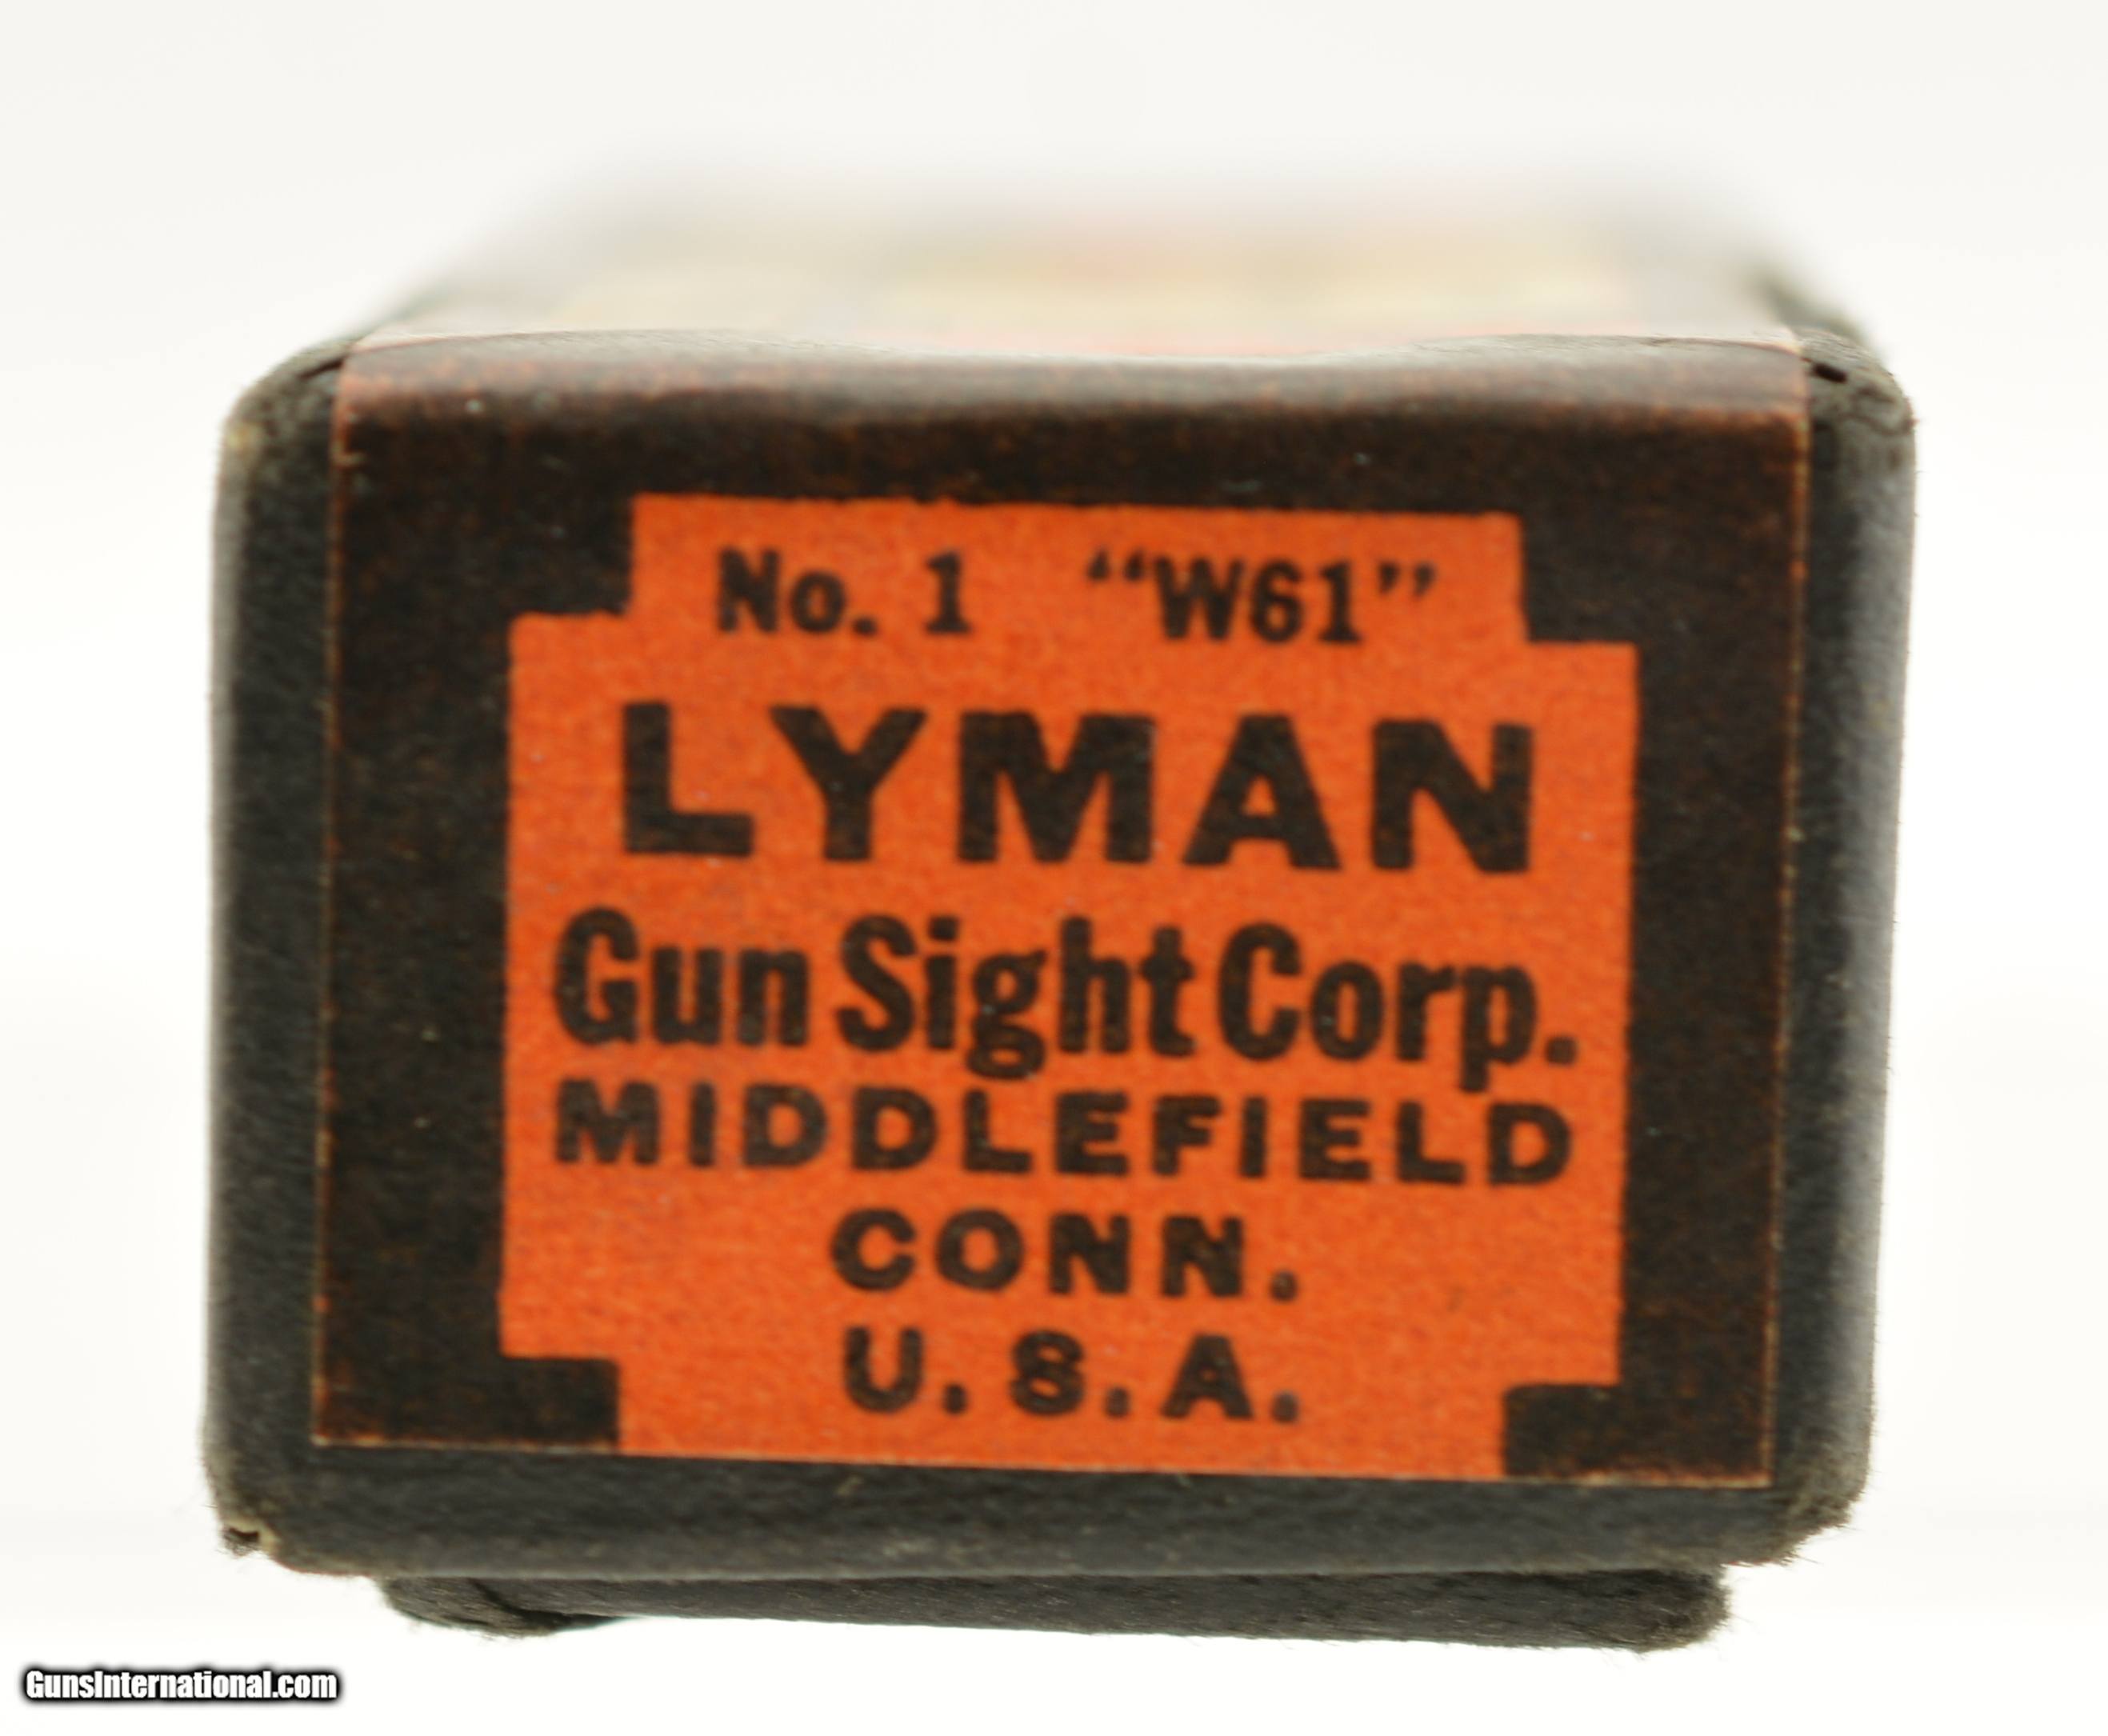 No. 1 “W61”
LYMAN
Gun Sight Corp.
MIDDLEFIELD
CONN.
U.S.A.
GunsInternational.com